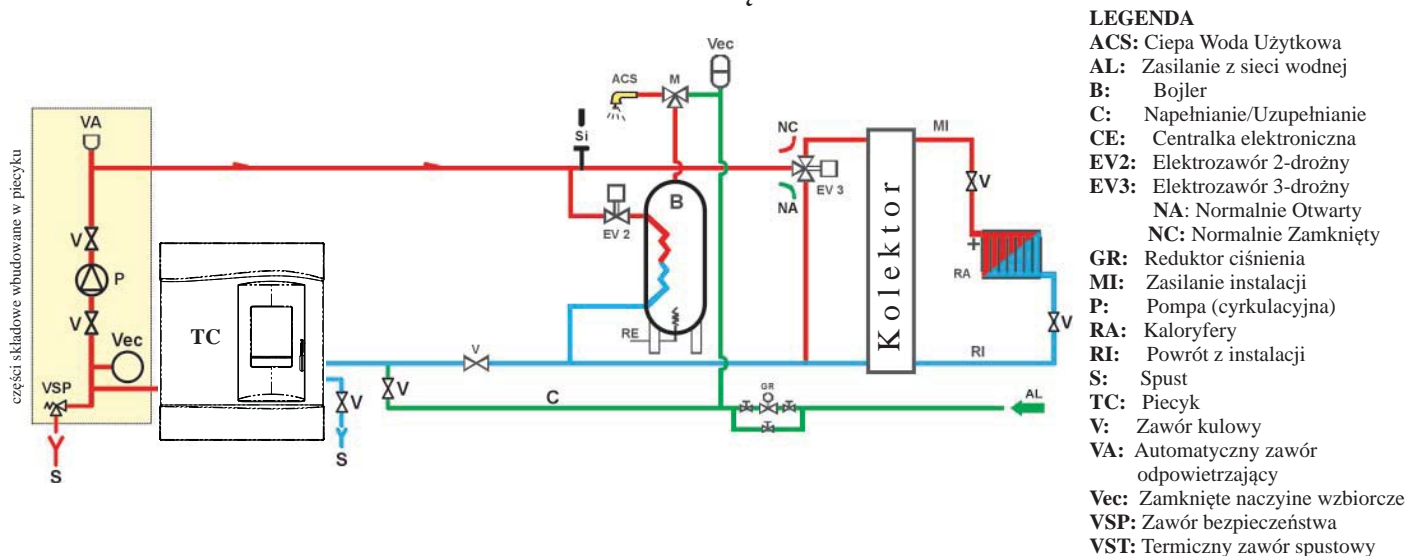 LEGENDA
ACS: Ciepa Woda Użytkowa
AL: Zasilanie z sieci wodnej
B: Bojler
C: Napełnianie/Uzupełnianie
CE: Centralka elektroniczna
EV2: Elektrozawór 2-drożny
EV3: Elektrozawór 3-drożny
NA: Normalnie Otwarty
NC: Normalnie Zamknięty
GR: Reduktor ciśnienia
MI: Zasilanie instalacji
P: Pompa (cyrkulacyjna)
RA: Kaloryfery
RI: Powrót z instalacji
S: Spust
TC: Piecyk
V: Zawór kulowy
VA: Automatyczny zawór
odpowietrzający
Vec: Zamknięte naczyine wzbiorcze
VSP: Zawór bezpieczeństwa
VST: Termiczny zawór spustowy
części składowe wbudowane w piecyku
VA
V
P
V
Vec
VSP
S
TC
V
S
V
V
C
Si
EV 2
ACS
M
Vec
B
RE
NC
EV 3
NA
Kolektor
MI
V
RA
V
RI
GR
AL